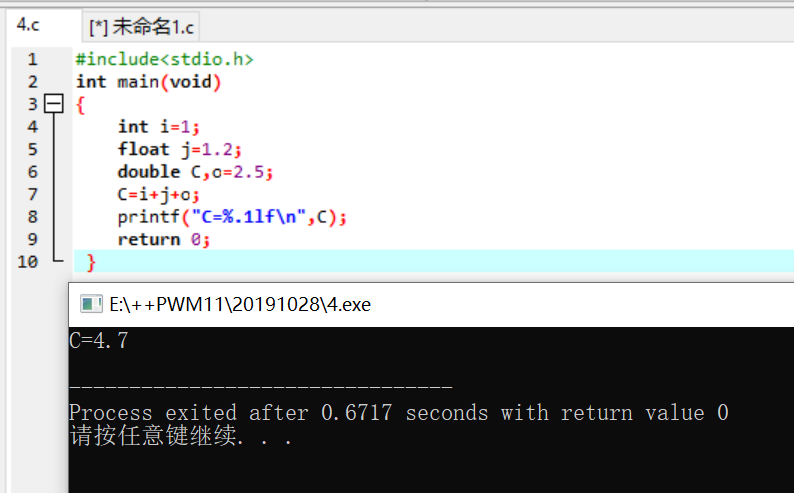 4.c [*] 未命名1.c
1 #include<stdio.h>
2 int main(void)
3 {
4 int i=1;
5 float j=1.2;
6 double C,o=2.5;
7 C=i+j+o;
8 printf("C=%.1lf\n",C);
9 return 0;
10 }
E:\++PWM11\20191028\4.exe
C=4.7
--------------------------------
Process exited after 0.6717 seconds with return value 0
请按任意键继续. . .